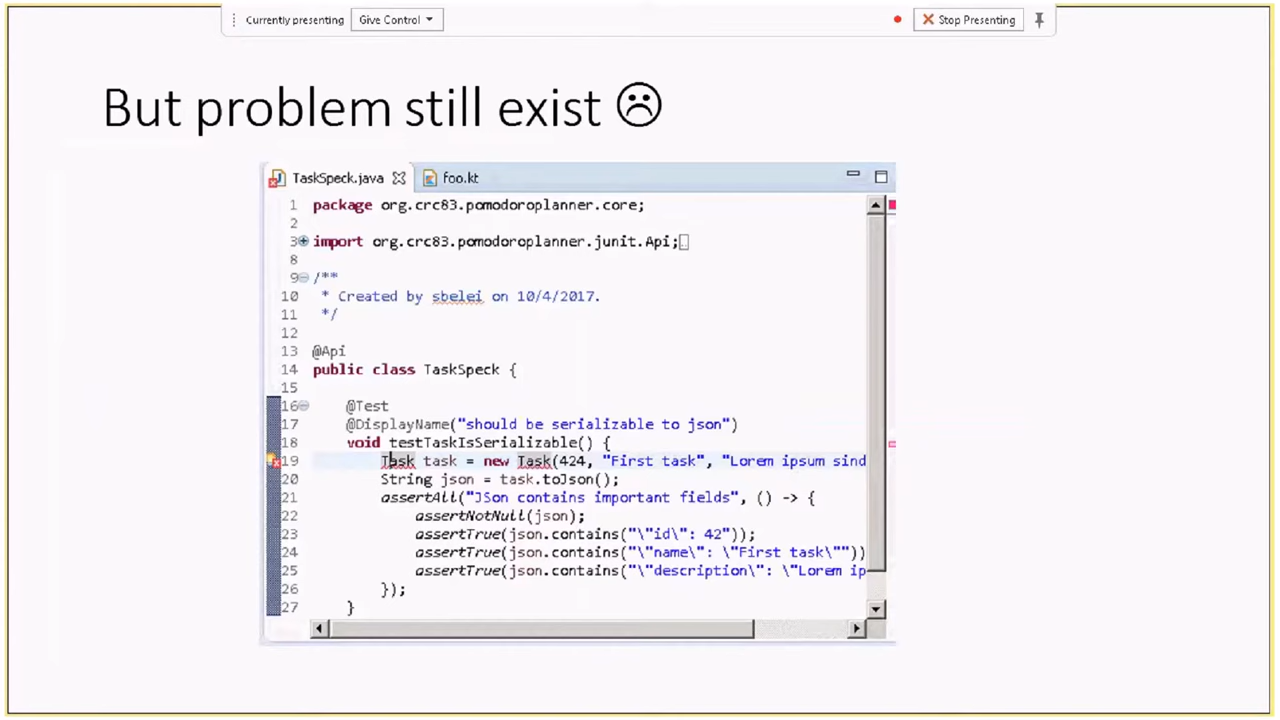 Currently presenting Give Control Stop Presenting
But problem still exist ☹
TaskSpeck.java foo.kt
1 package org.crc83.pomodoroplanner.core;
2
3 import org.crc83.pomodoroplanner.junit.Api;
8
9 /**
10 * Created by sbelei on 10/4/2017.
11 */
12
13 @Api
14 public class TaskSpeck {
15
16 @Test
17 @DisplayName("should be serializable to json")
18 void testTaskIsSerializable() {
19 Task task = new Task(424, "First task", "Lorem ipsum sind
20 String json = task.toJson();
21 assertAll("JSon contains important fields", () -> {
22 assertNotNull(json);
23 assertTrue(json.contains("\"id\": 42"));
24 assertTrue(json.contains("\"name\": \"First task\""))
25 assertTrue(json.contains("\"description\": \"Lorem ip
26 });
27 }